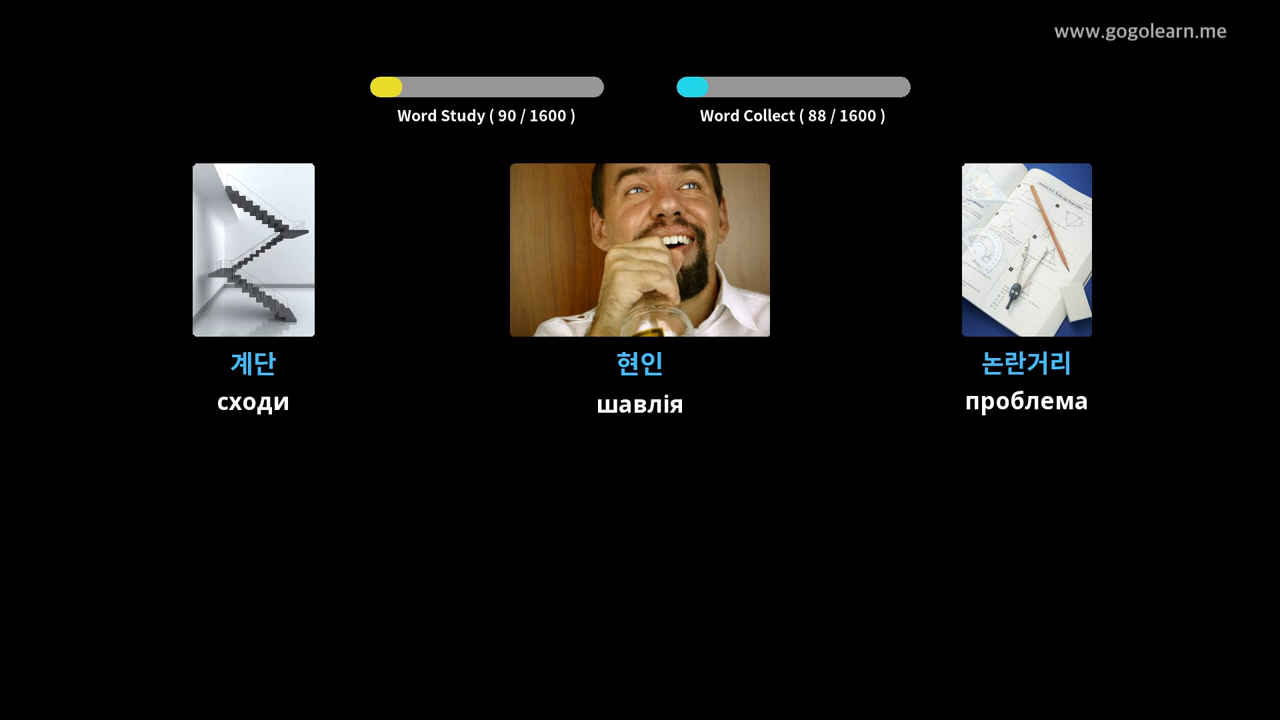 www.gogolearn.me
Word Study ( 90 / 1600 )
Word Collect ( 88 / 1600 )
계단
сходи
현인
шавлія
논란거리
проблема